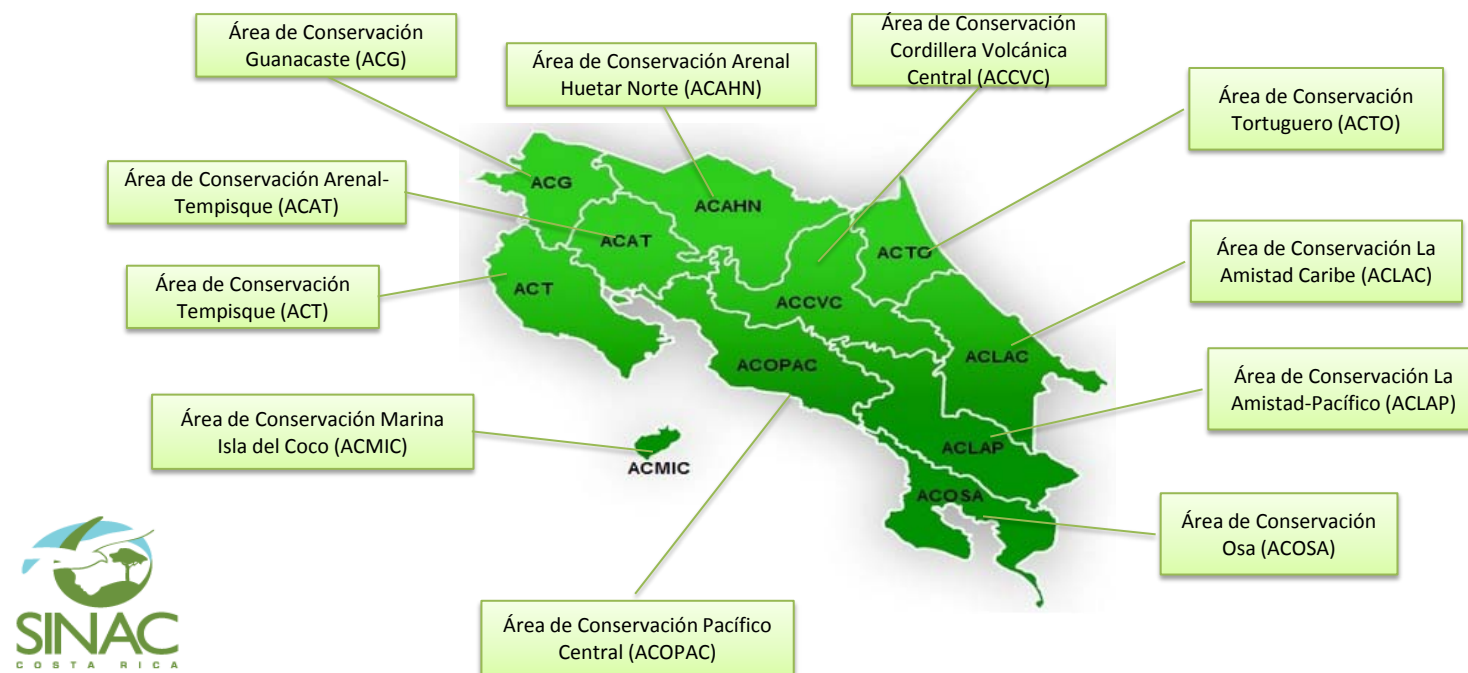 Área de Conservación
Guanacaste (ACG)
Área de Conservación Arenal
Huetar Norte (ACAHN)
Área de Conservación
Cordillera Volcánica
Central (ACCVC)
Área de Conservación
Tortuguero (ACTO)
Área de Conservación Arenal-
Tempisque (ACAT)
Área de Conservación
Tempisque (ACT)
Área de Conservación La
Amistad Caribe (ACLAC)
Área de Conservación La
Amistad-Pacífico (ACLAP)
Área de Conservación Marina
Isla del Coco (ACMIC)
Área de Conservación
Osa (ACOSA)
Área de Conservación Pacífico
Central (ACOPAC)
ACG
ACAHN
ACAT
ACTO
ACT
ACCVC
ACOPAC
ACLAC
ACLAP
ACMIC
ACOSA
SINAC
COSTA RICA